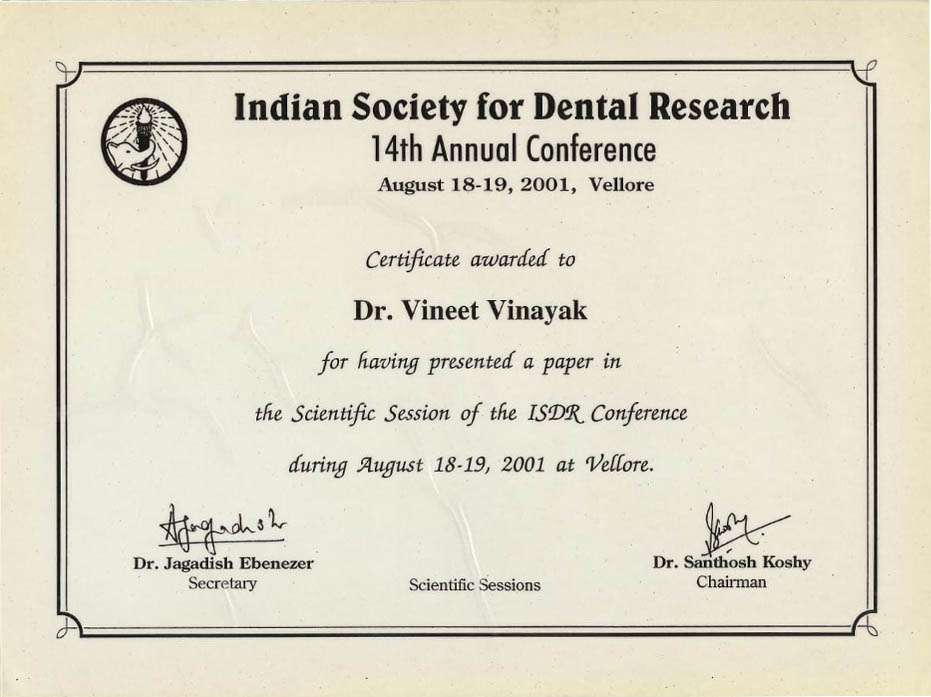 Indian Society for Dental Research
14th Annual Conference
August 18-19, 2001, Vellore
Certificate awarded to
Dr. Vineet Vinayak
for having presented a paper in
the Scientific Session of the ISDR Conference
during August 18-19, 2001 at Vellore.
AJagadish
Dr. Jagadish Ebenezer
Secretary
Scientific Sessions
Dr. Santhosh Koshy
Chairman